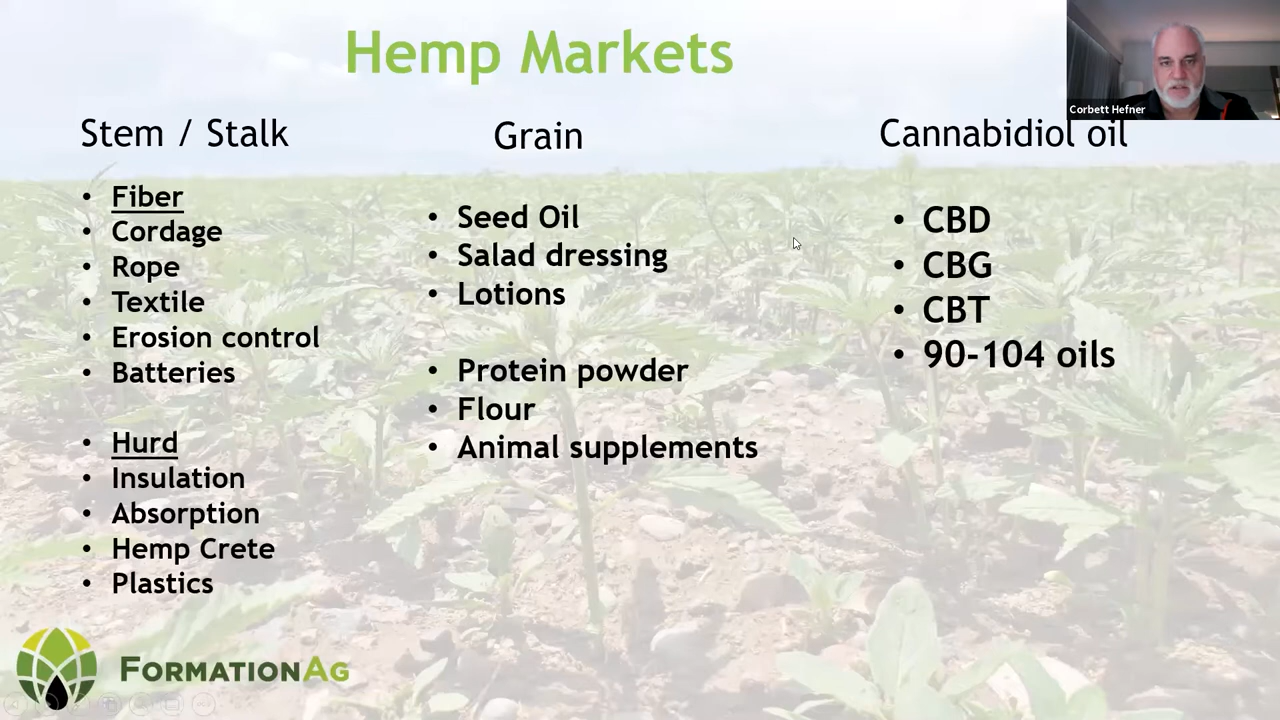 Hemp Markets
Corbett Hefner
Stem / Stalk
• Fiber
• Cordage
• Rope
• Textile
• Erosion control
• Batteries
• Hurd
• Insulation
• Absorption
• Hemp Crete
• Plastics
Grain
• Seed Oil
• Salad dressing
• Lotions
• Protein powder
• Flour
• Animal supplements
Cannabidiol oil
• CBD
• CBG
• CBT
• 90-104 oils
FORMATIONAG